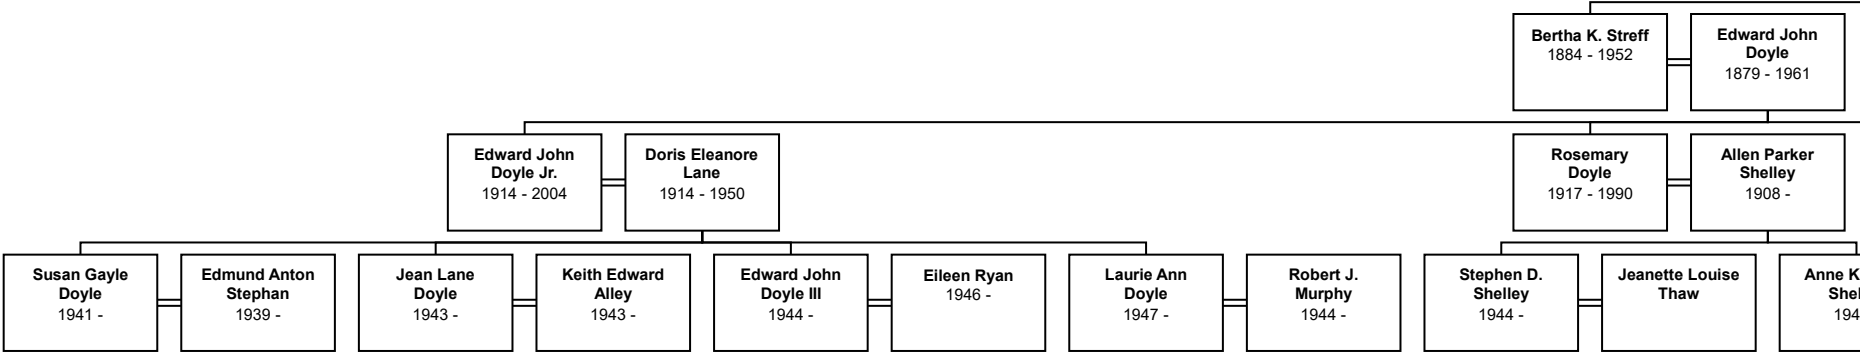 Bertha K. Streff
1884 - 1952
Edward John
Doyle
1879 - 1961
Edward John
Doyle Jr.
1914 - 2004
Doris Eleanore
Lane
1914 - 1950
Rosemary
Doyle
1917 - 1990
Allen Parker
Shelley
1908 -
Susan Gayle
Doyle
1941 -
Edmund Anton
Stephan
1939 -
Jean Lane
Doyle
1943 -
Keith Edward
Alley
1943 -
Edward John
Doyle III
1944 -
Eileen Ryan
1946 -
Laurie Ann
Doyle
1947 -
Robert J.
Murphy
1944 -
Stephen D.
Shelley
1944 -
Jeanette Louise
Thaw
Anne K
Shel
194